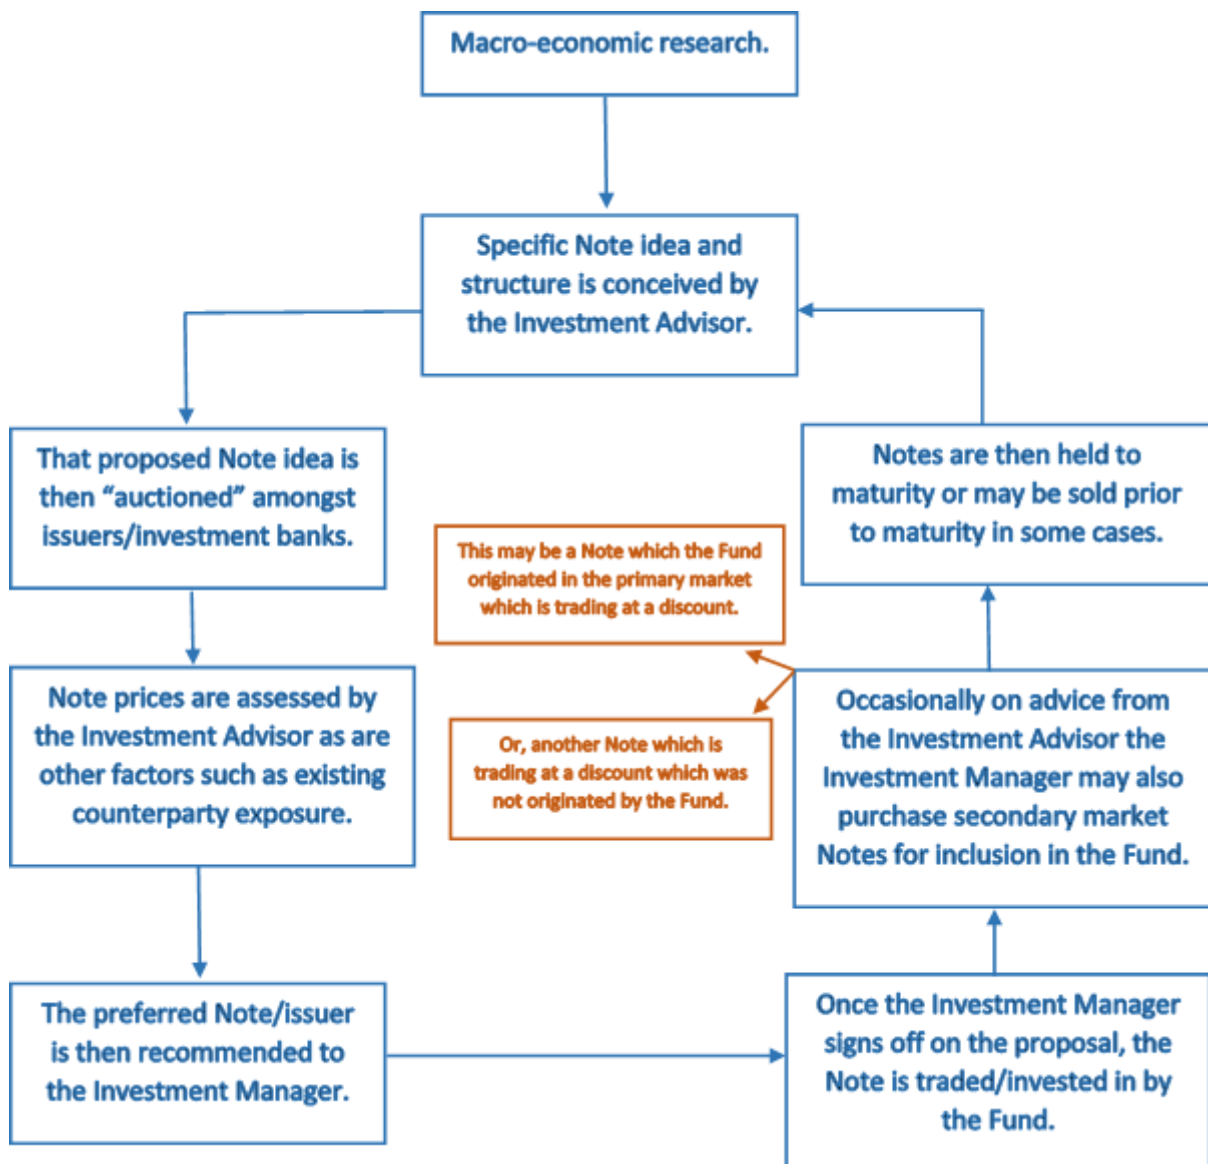 Macro-economic research.
Specific Note idea and
structure is conceived by
the Investment Advisor.
That proposed Note idea is
then “auctioned” amongst
issuers/investment banks.
Note prices are assessed by
the Investment Advisor as are
other factors such as existing
counterparty exposure.
The preferred Note/issuer
is then recommended to
the Investment Manager.
Once the Investment Manager
signs off on the proposal, the
Note is traded/invested in by
the Fund.
Occasionally on advice from
the Investment Advisor the
Investment Manager may also
purchase secondary market
Notes for inclusion in the Fund.
This may be a Note which the Fund
originated in the primary market
which is trading at a discount.
Or, another Note which is
trading at a discount which was
not originated by the Fund.
Notes are then held to
maturity or may be sold prior
to maturity in some cases.